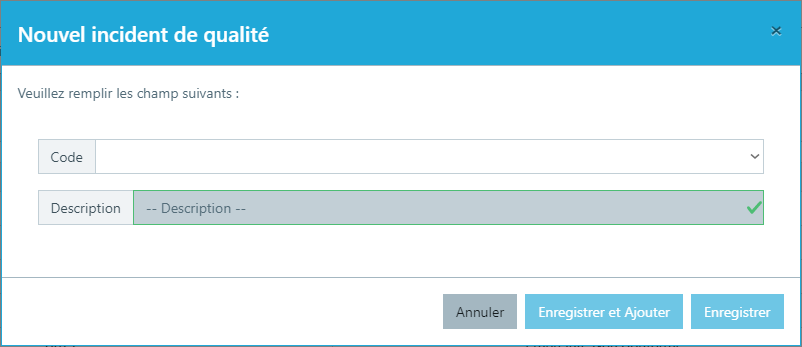 Nouvel incident de qualité
×
Veuillez remplir les champ suivants :
Code
Description -- Description --
Annuler Enregistrer et Ajouter Enregistrer